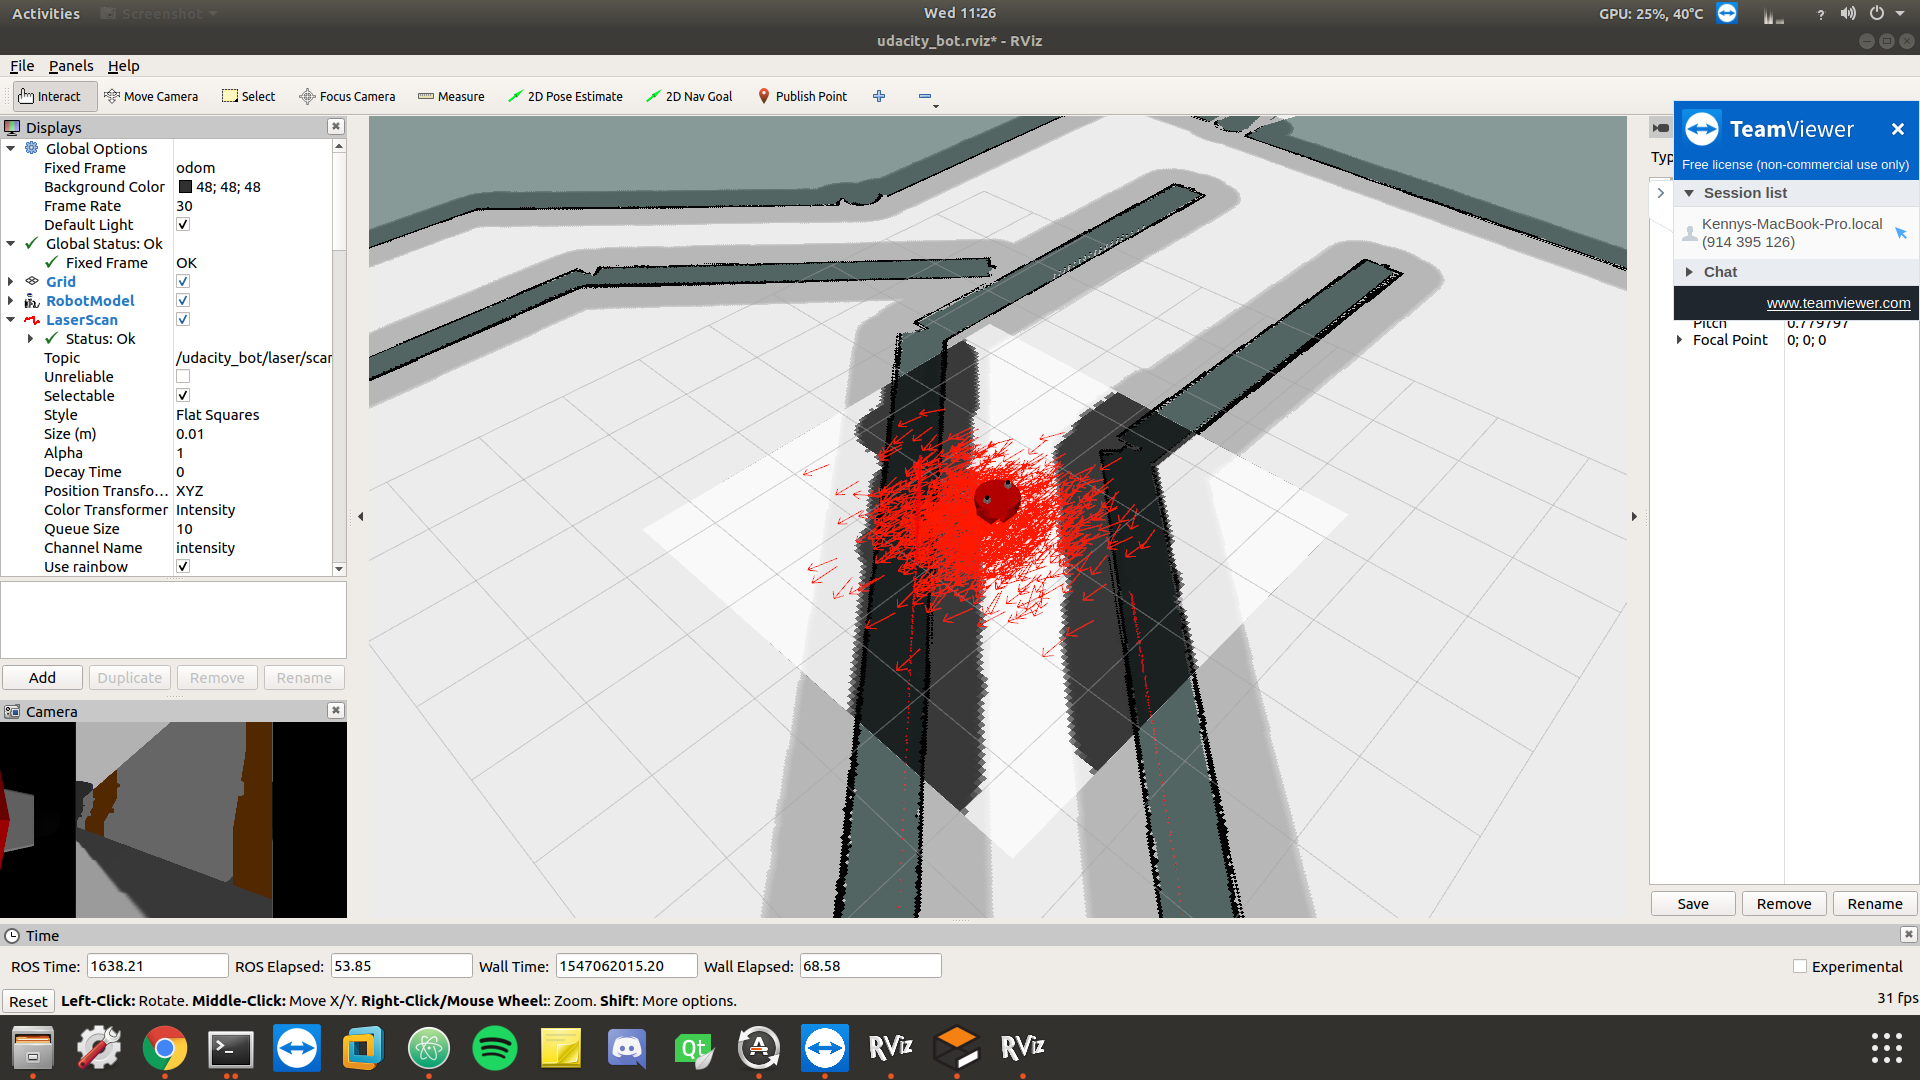 Activities
Screenshot
Wed 11:26
GPU: 25%, 40°C
?
udacity_bot.rviz* - RViz
File Panels Help
Interact
Move Camera
Select
Focus Camera
Measure
2D Pose Estimate
2D Nav Goal
Publish Point
Displays
Global Options
Fixed Frame odom
Background Color 48; 48; 48
Frame Rate 30
Default Light
Global Status: Ok
Fixed Frame OK
Grid
RobotModel
LaserScan
Status: Ok
Topic /udacity_bot/laser/scan
Unreliable
Selectable
Style Flat Squares
Size (m) 0.01
Alpha 1
Decay Time 0
Position Transfo... XYZ
Color Transformer Intensity
Queue Size 10
Channel Name intensity
Use rainbow
Add Duplicate Remove Rename
Camera
Typ
TeamViewer
Free license (non-commercial use only)
Session list
Kennys-MacBook-Pro.local
(914 395 126)
Chat
www.teamviewer.com
Pitch 0.779797
Focal Point 0; 0; 0
Save Remove Rename
Time
ROS Time: 1638.21 ROS Elapsed: 53.85 Wall Time: 1547062015.20 Wall Elapsed: 68.58
Experimental
Reset Left-Click: Rotate. Middle-Click: Move X/Y. Right-Click/Mouse Wheel:: Zoom. Shift: More options.
31 fps
Qt
A
RViz
RViz